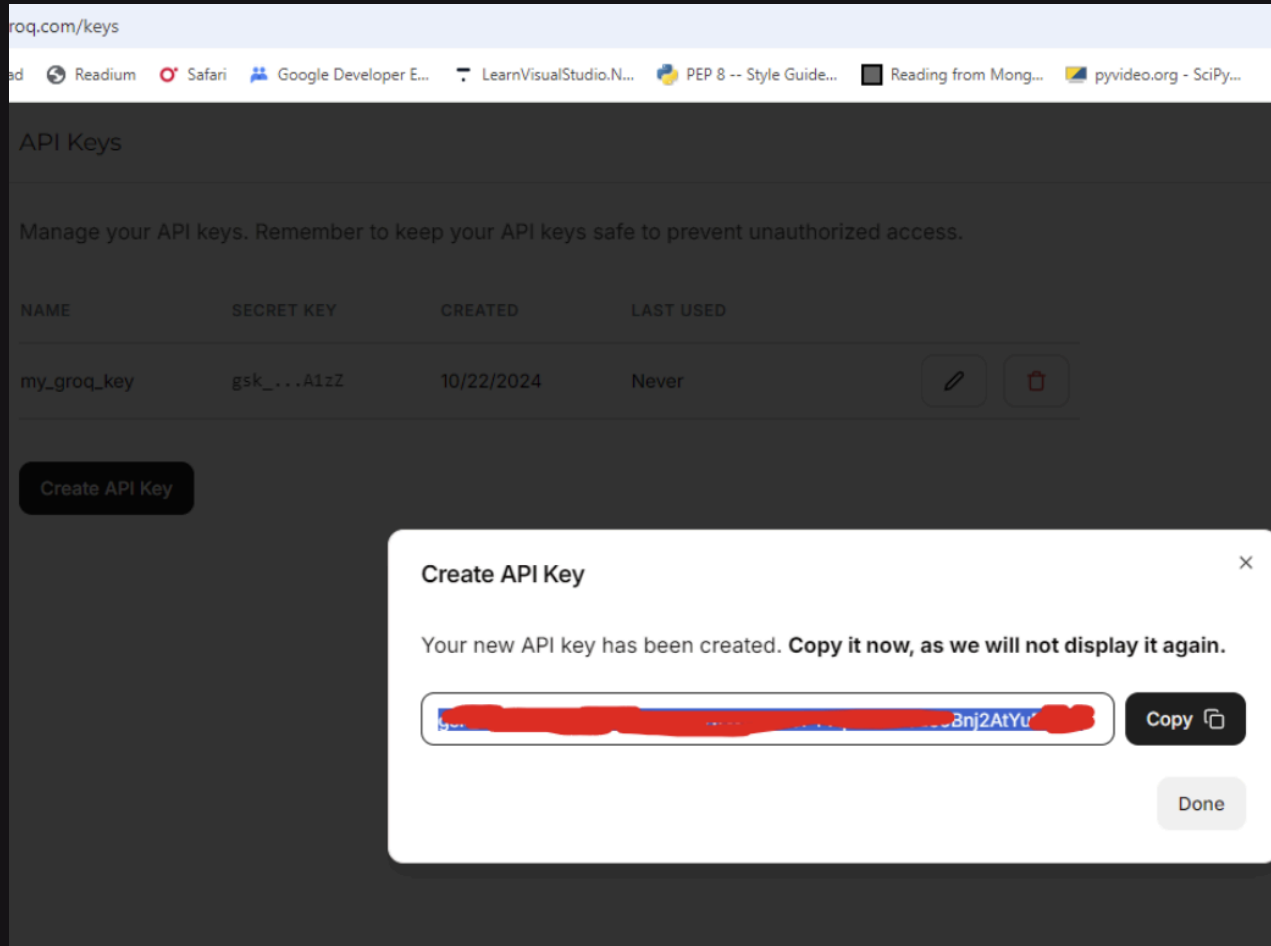 roq.com/keys
ad Readium Safari Google Developer E... LearnVisualStudio.N... PEP 8 -- Style Guide... Reading from Mong... pyvideo.org - SciPy...
API Keys
Manage your API keys. Remember to keep your API keys safe to prevent unauthorized access.
NAME SECRET KEY CREATED LAST USED
my_groq_key gsk_...A1zZ 10/22/2024 Never
Create API Key
Create API Key
Your new API key has been created. Copy it now, as we will not display it again.
Bnj2AtYu Copy
Done